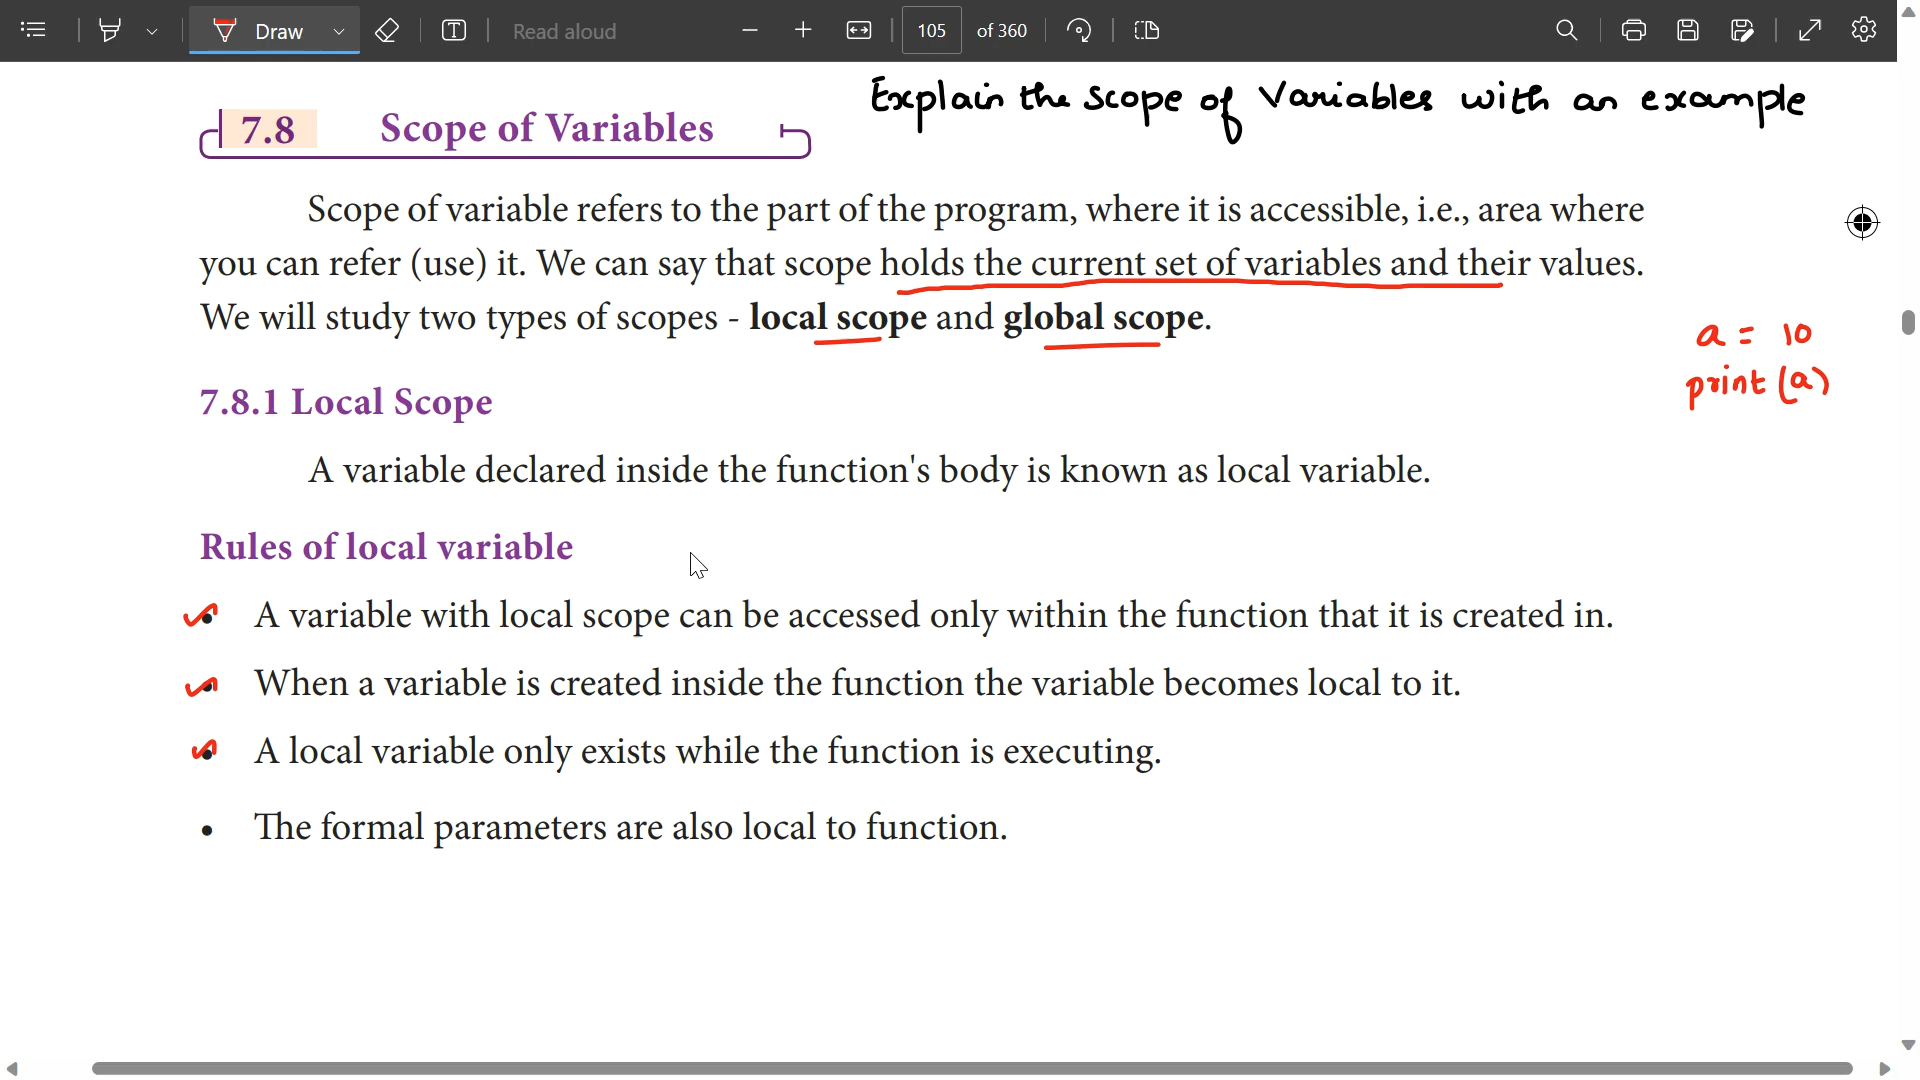 Draw
Read aloud
105 of 360
Explain the Scope of Variables with an example
7.8 Scope of Variables
Scope of variable refers to the part of the program, where it is accessible, i.e., area where
you can refer (use) it. We can say that scope holds the current set of variables and their values.
We will study two types of scopes - local scope and global scope.
a = 10
print (a)
7.8.1 Local Scope
A variable declared inside the function's body is known as local variable.
Rules of local variable
• A variable with local scope can be accessed only within the function that it is created in.
• When a variable is created inside the function the variable becomes local to it.
• A local variable only exists while the function is executing.
• The formal parameters are also local to function.